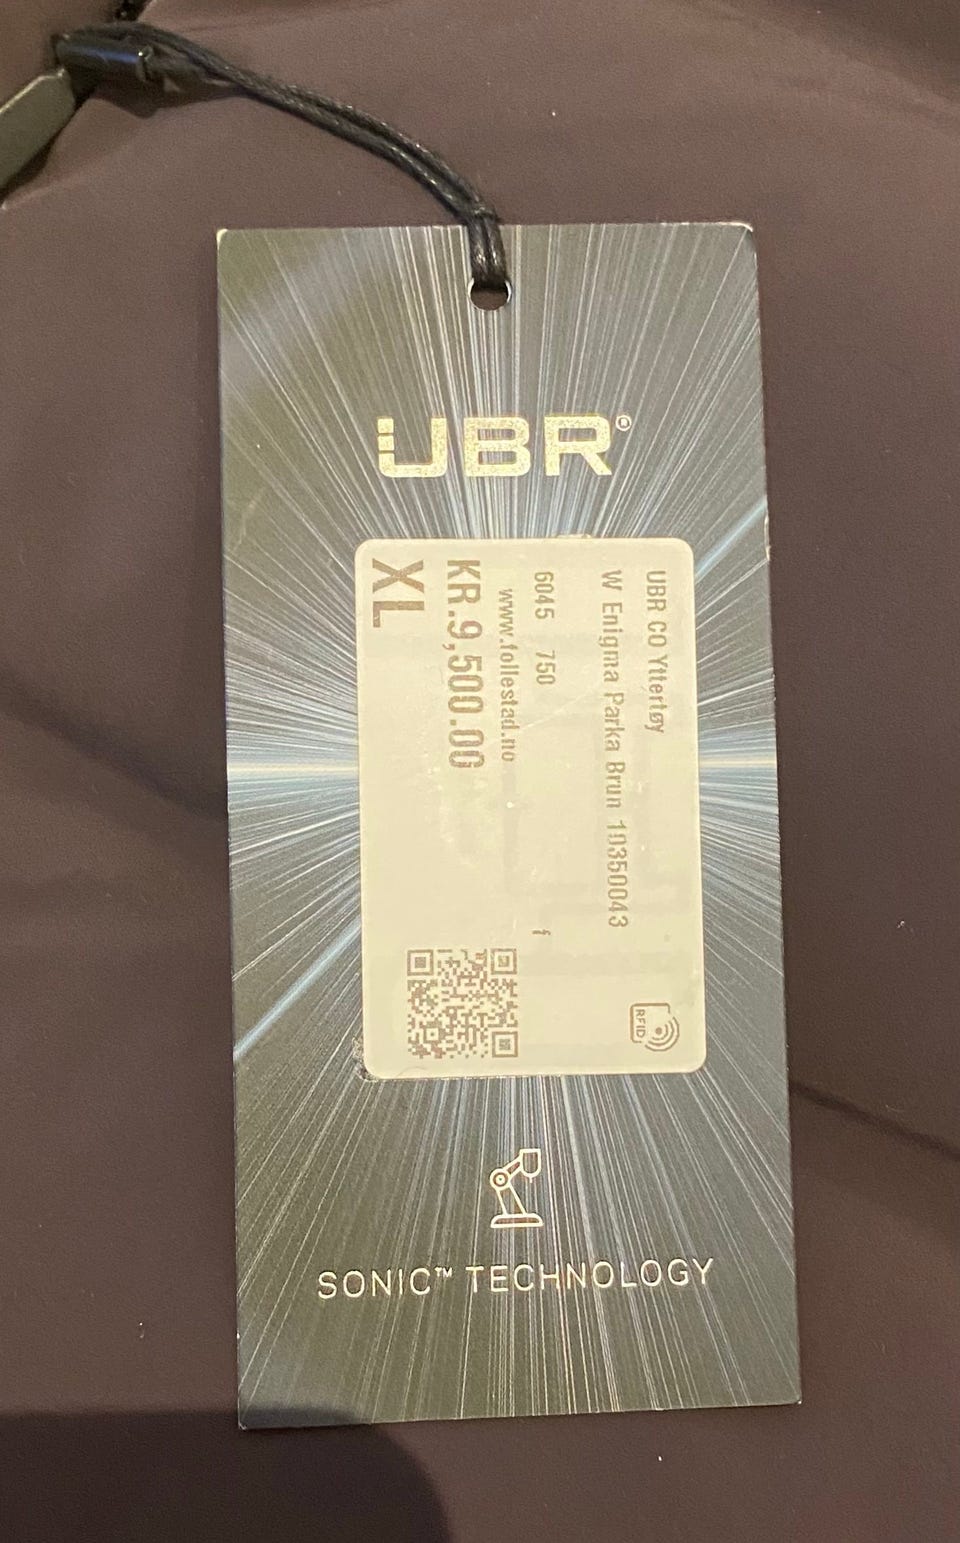 UBR®
UBR CO Yttertøy
W Enigma Parka Brun 10350043
6045 750 f
www.follestad.no
KR.9,500.00
XL
RFID
SONIC™ TECHNOLOGY